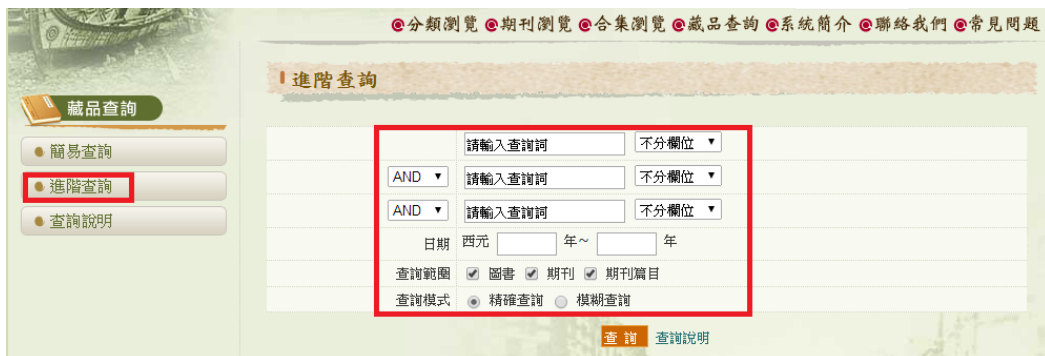 分類瀏覽 期刊瀏覽 合集瀏覽 藏品查詢 系統簡介 聯絡我們 常見問題
進階查詢
藏品查詢
簡易查詢
進階查詢
查詢說明
請輸入查詢詞 不分欄位 ▼
AND ▼ 請輸入查詢詞 不分欄位 ▼
AND ▼ 請輸入查詢詞 不分欄位 ▼
日期 西元 年~ 年
查詢範圍 圖書 期刊 期刊篇目
查詢模式 精確查詢 模糊查詢
查詢 查詢說明